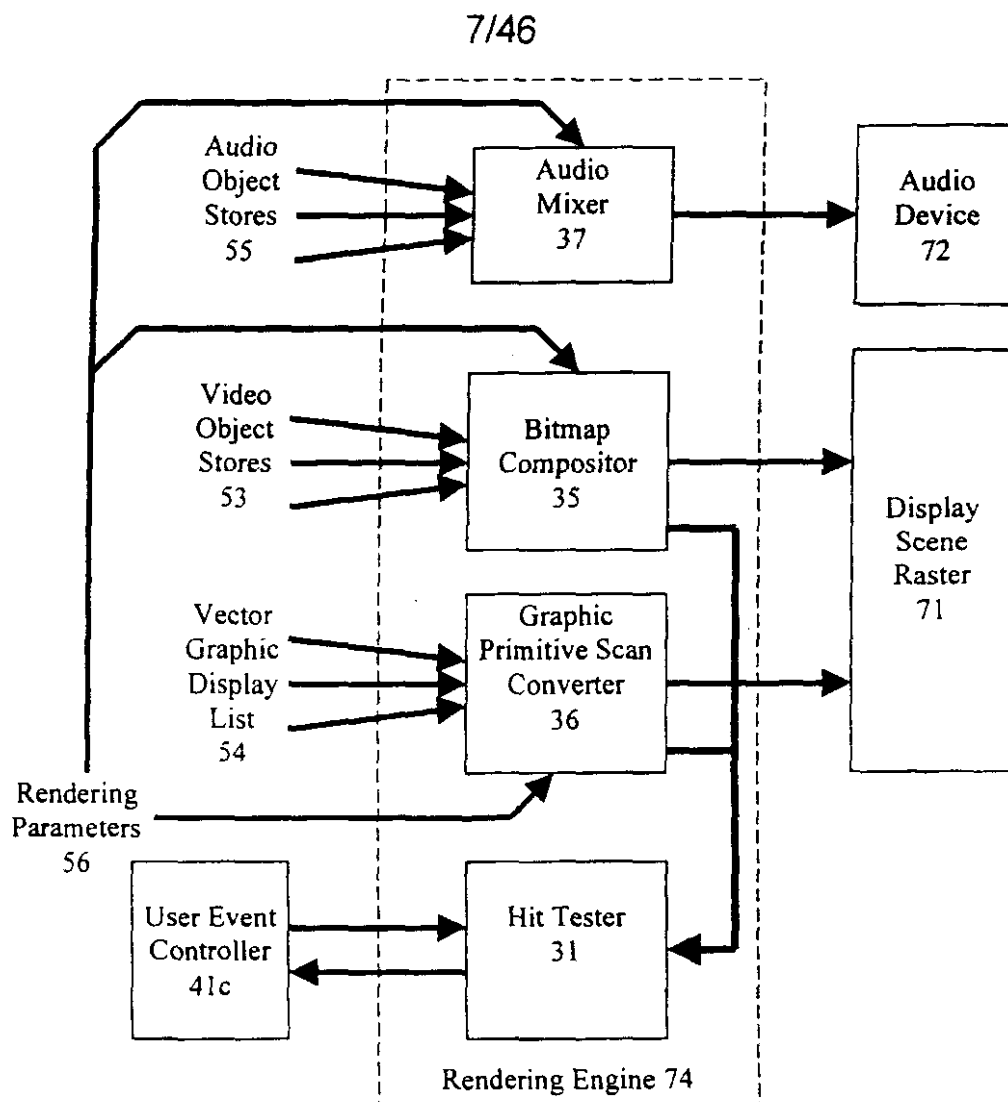 7/46
Audio
Object
Stores
55
Audio
Mixer
37
Audio
Device
72
Video
Object
Stores
53
Bitmap
Compositor
35
Display
Scene
Raster
71
Vector
Graphic
Display
List
54
Graphic
Primitive Scan
Converter
36
Rendering
Parameters
56
User Event
Controller
41c
Hit Tester
31
Rendering Engine 74